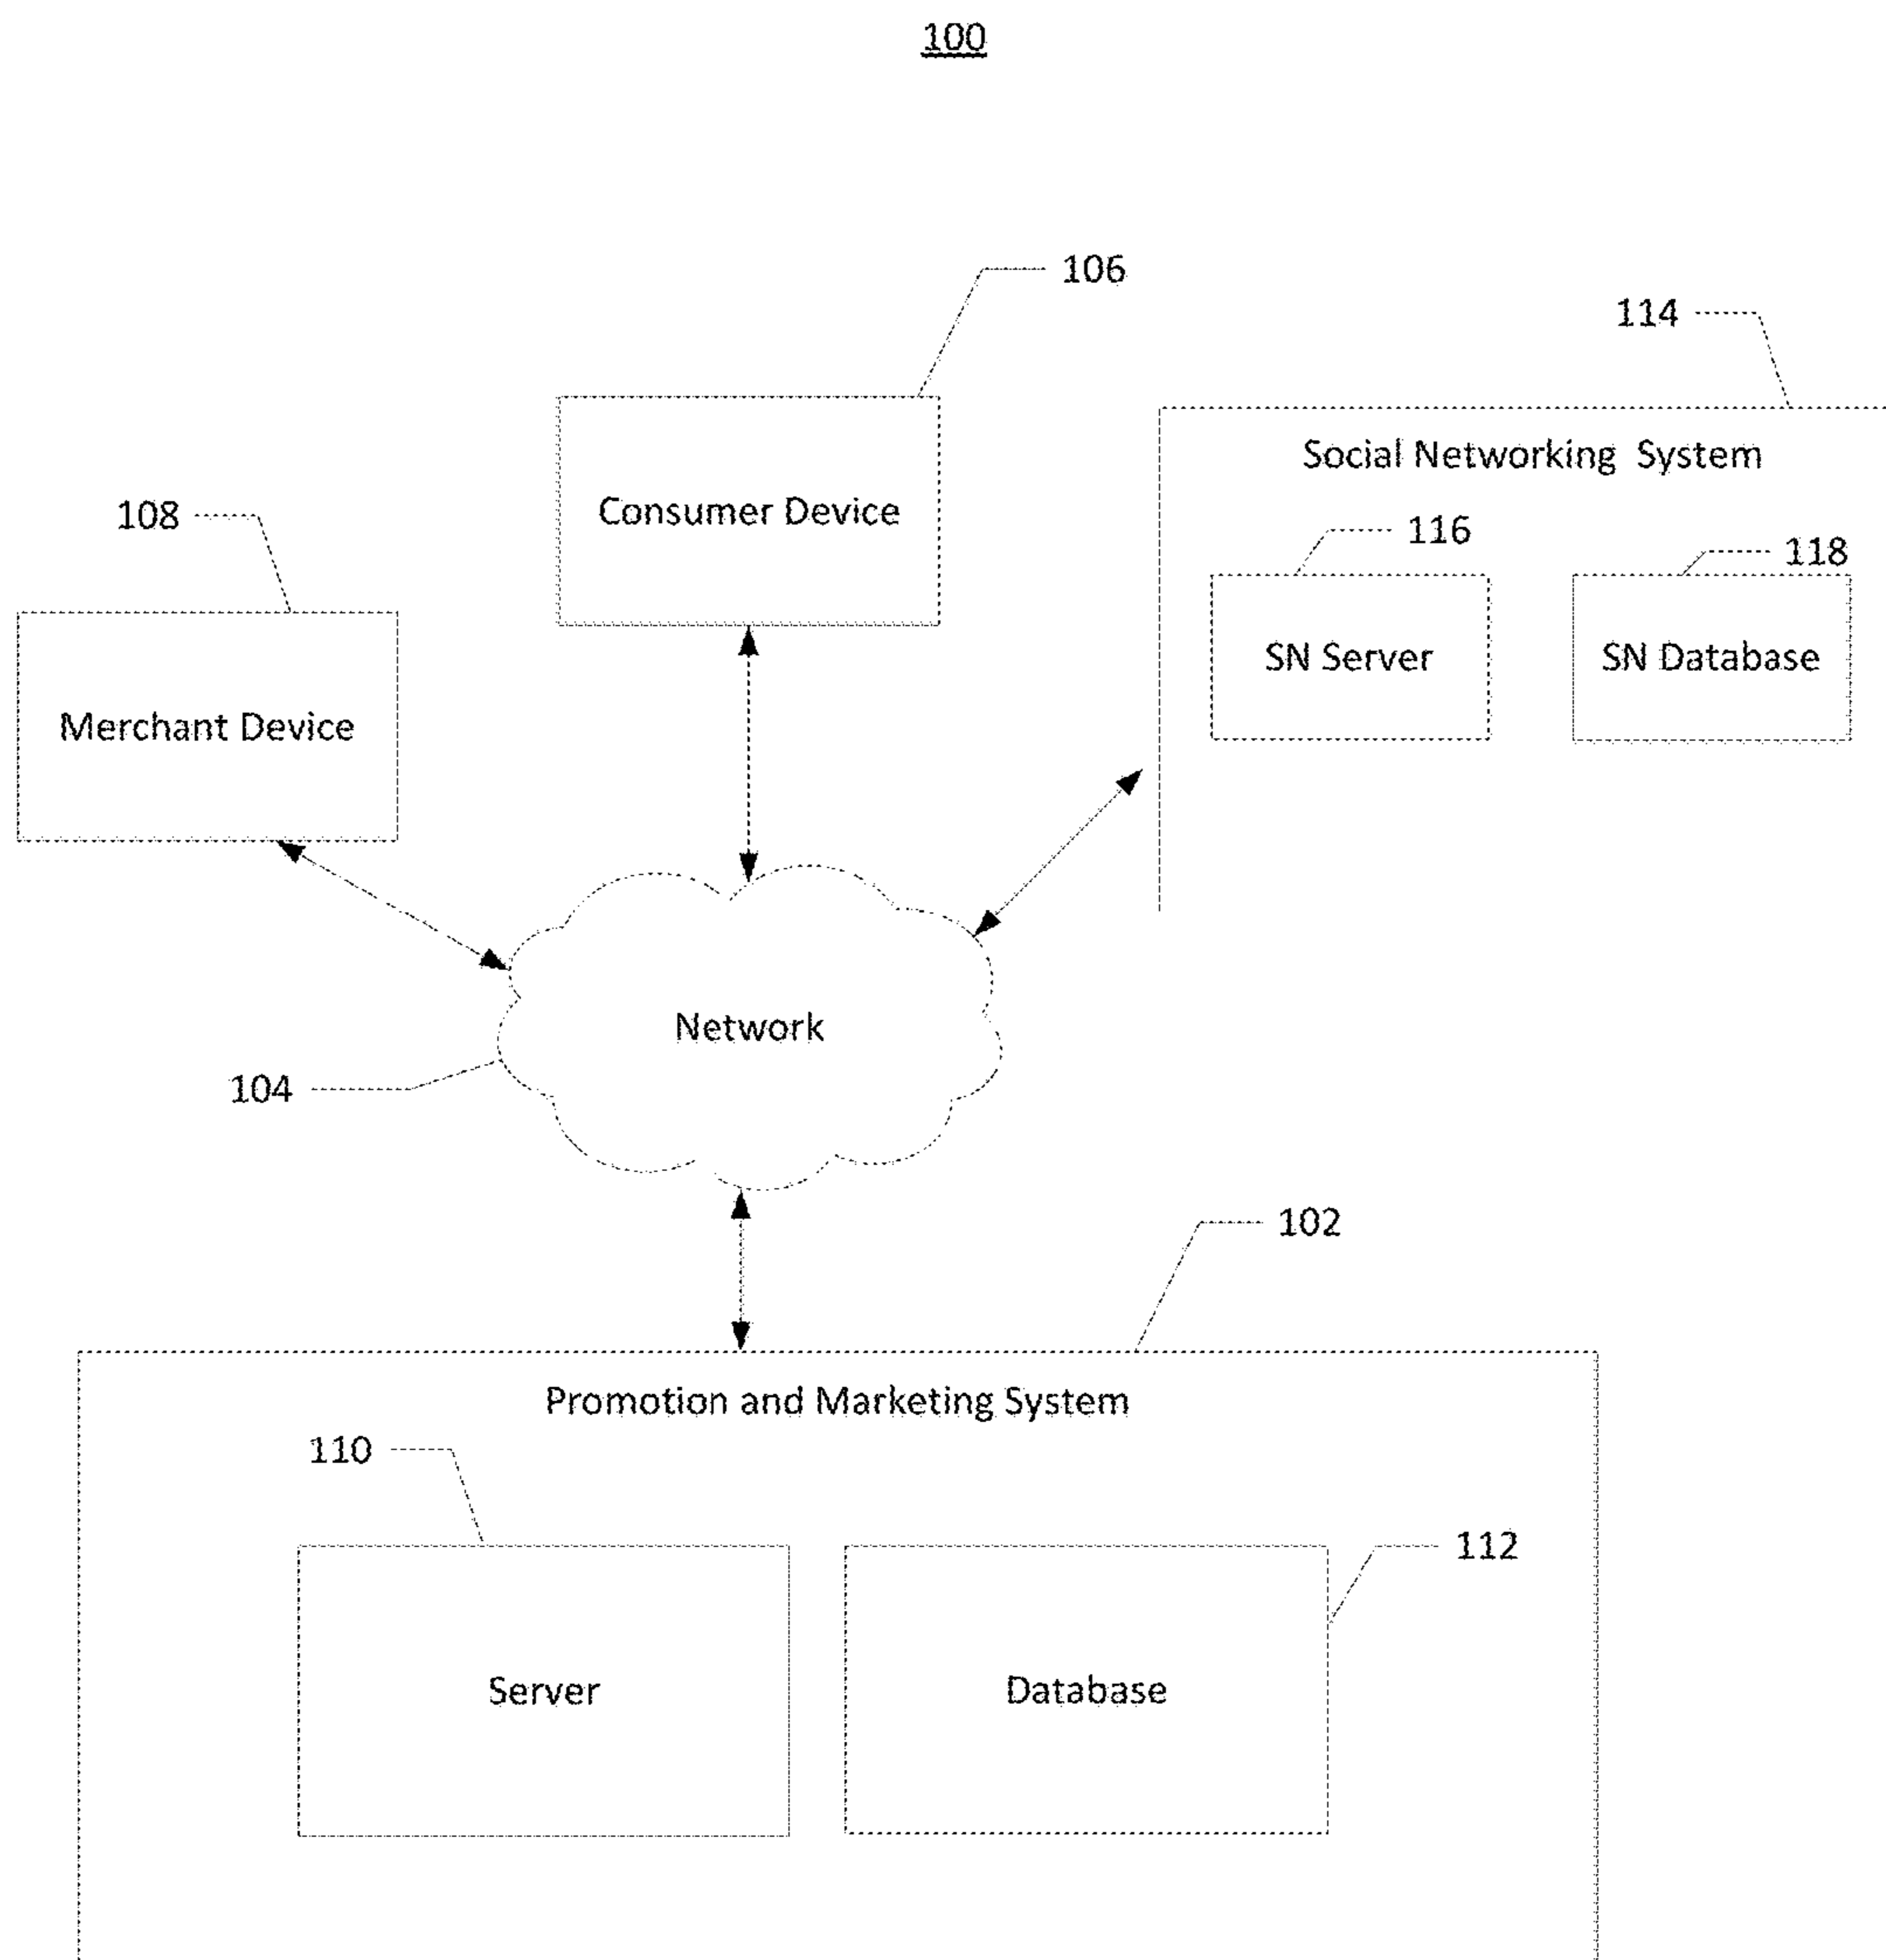 100
106
114
Social Networking System
Consumer Device
108
116
118
SN Server
SN Database
Merchant Device
Network
104
102
Promotion and Marketing System
110
112
Server
Database